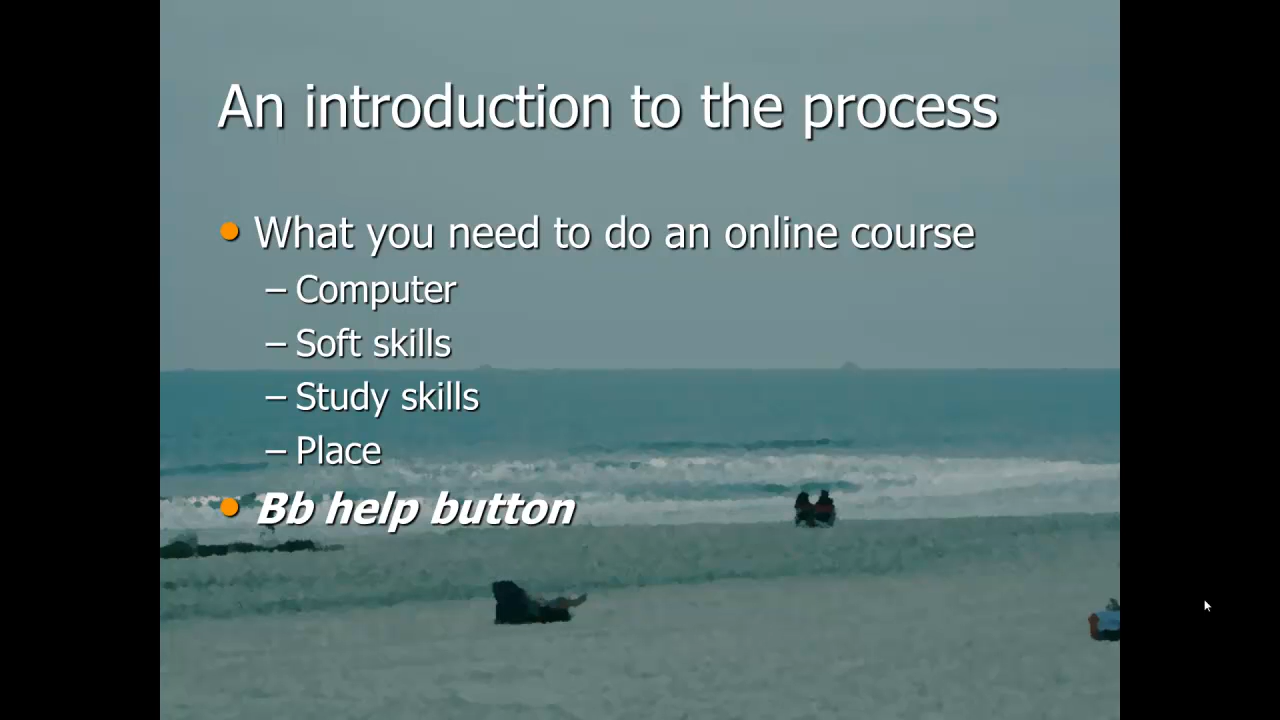 An introduction to the process
• What you need to do an online course
– Computer
– Soft skills
– Study skills
– Place
• Bb help button